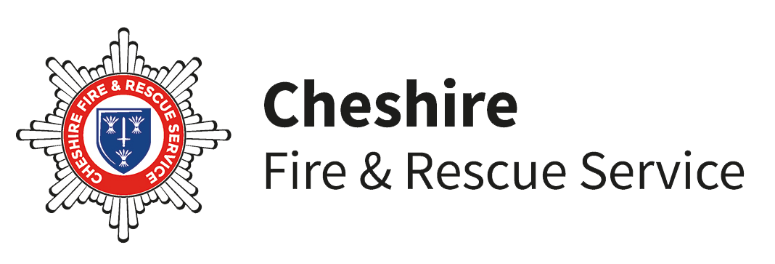 CHESHIRE FIRE & RESCUE SERVICE
Cheshire
Fire & Rescue Service